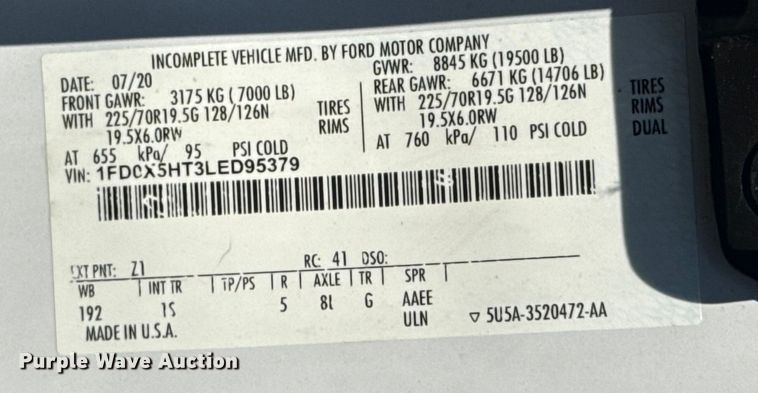 INCOMPLETE VEHICLE MFD. BY FORD MOTOR COMPANY
DATE: 07/20 GVWR: 8845 KG (19500 LB)
FRONT GAWR: 3175 KG (7000 LB) REAR GAWR: 6671 KG (14706 LB)
WITH 225/70R19.5G 128/126N TIRES WITH 225/70R19.5G 128/126N TIRES
19.5X6.0RW RIMS 19.5X6.0RW RIMS
AT 655 kPa/ 95 PSI COLD AT 760 kPa/ 110 PSI COLD DUAL
VIN: 1FD0X5HT3LED95379
EXT PNT: Z1 RC: 41 DSO:
WB INT TR TP/PS R AXLE TR SPR
192 1S 5 8L G AAEE
MADE IN U.S.A. ULN ▽ 5U5A-3520472-AA
Purple Wave Auction